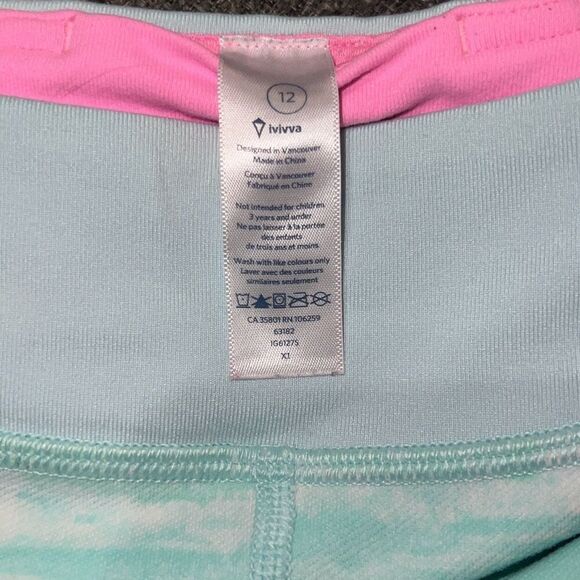 12
ivivva
Designed in Vancouver
Made in China
Conçu à Vancouver
Fabriqué en Chine
Not intended for children
3 years and under
Ne pas laisser à la portée
des enfants
de trois ans et moins
Wash with like colours only
Laver avec des couleurs
similaires seulement
CA 35801 RN 106259
63182
IG6127S
X1